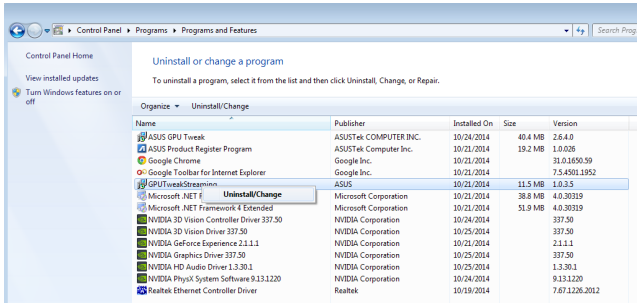 Control Panel ▸ Programs ▸ Programs and Features
Search Prog
Control Panel Home
View installed updates
Turn Windows features on or off
Uninstall or change a program
To uninstall a program, select it from the list and then click Uninstall, Change, or Repair.
Organize Uninstall/Change
Name Publisher Installed On Size Version
ASUS GPU Tweak ASUSTek COMPUTER INC. 10/24/2014 40.4 MB 2.6.4.0
ASUS Product Register Program ASUSTek Computer Inc. 10/21/2014 19.2 MB 1.0.026
Google Chrome Google Inc. 10/21/2014 31.0.1650.59
Google Toolbar for Internet Explorer Google Inc. 10/21/2014 7.5.4501.1952
GPUTweakStreaming ASUS 10/21/2014 11.5 MB 1.0.3.5
Uninstall/Change
Microsoft .NET F Microsoft Corporation 10/21/2014 38.8 MB 4.0.30319
Microsoft .NET Framework 4 Extended Microsoft Corporation 10/21/2014 51.9 MB 4.0.30319
NVIDIA 3D Vision Controller Driver 337.50 NVIDIA Corporation 10/24/2014 337.50
NVIDIA 3D Vision Driver 337.50 NVIDIA Corporation 10/25/2014 337.50
NVIDIA GeForce Experience 2.1.1.1 NVIDIA Corporation 10/21/2014 2.1.1.1
NVIDIA Graphics Driver 337.50 NVIDIA Corporation 10/25/2014 337.50
NVIDIA HD Audio Driver 1.3.30.1 NVIDIA Corporation 10/25/2014 1.3.30.1
NVIDIA PhysX System Software 9.13.1220 NVIDIA Corporation 10/24/2014 9.13.1220
Realtek Ethernet Controller Driver Realtek 10/19/2014 7.67.1226.2012